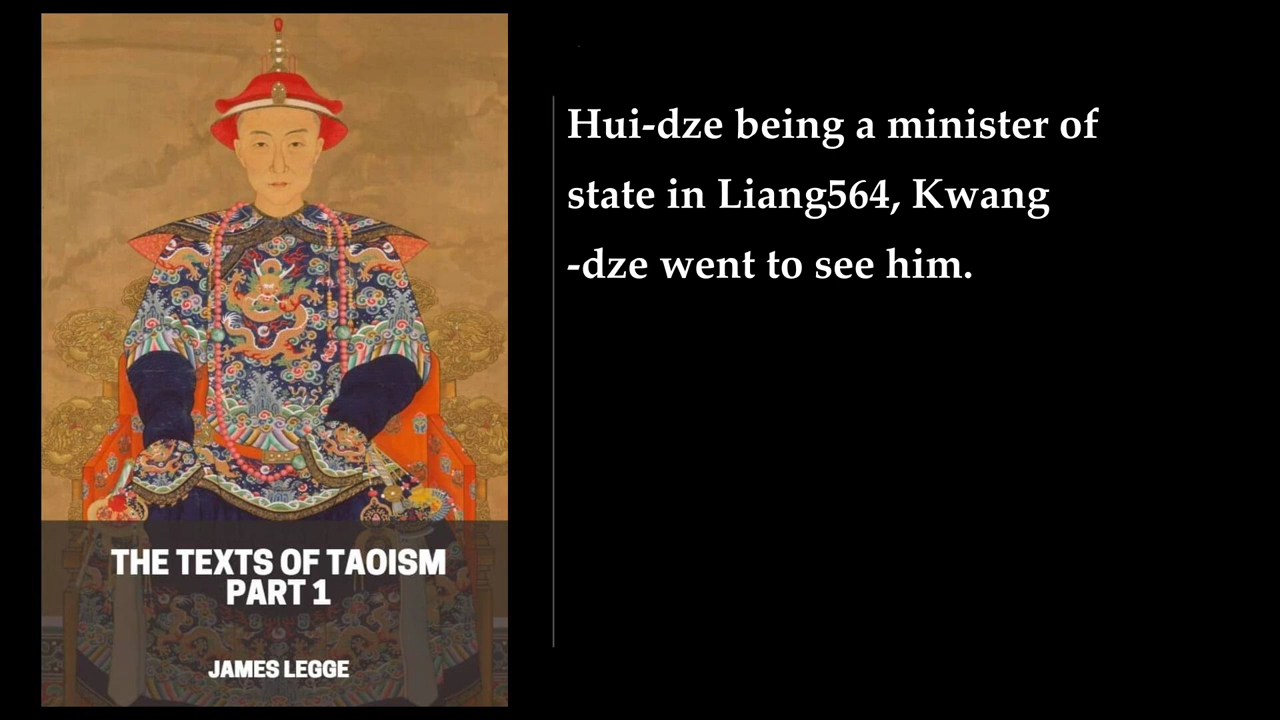 THE TEXTS OF TAOISM
PART 1
JAMES LEGGE
Hui-dze being a minister of
state in Liang564, Kwang
-dze went to see him.